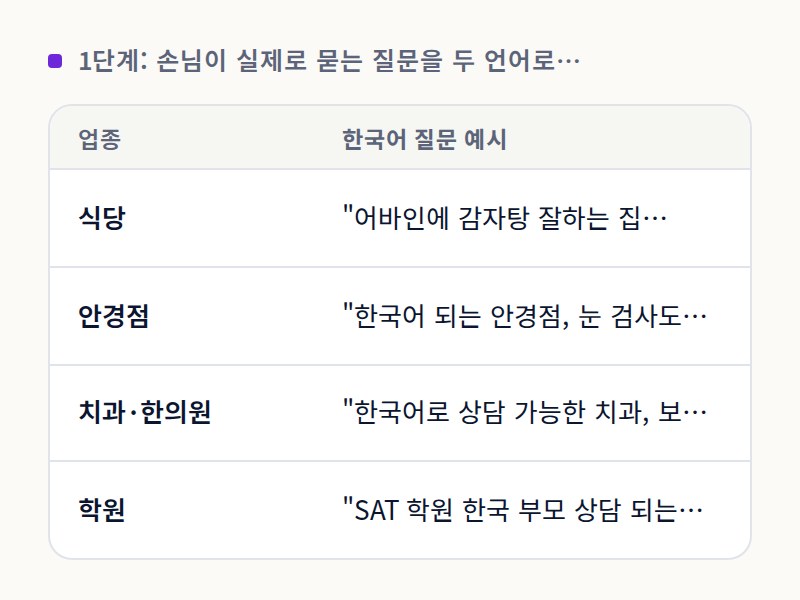 1단계: 손님이 실제로 묻는 질문을 두 언어로…
업종 한국어 질문 예시
식당 "어바인에 감자탕 잘하는 집…
안경점 "한국어 되는 안경점, 눈 검사도…
치과·한의원 "한국어로 상담 가능한 치과, 보…
학원 "SAT 학원 한국 부모 상담 되는…